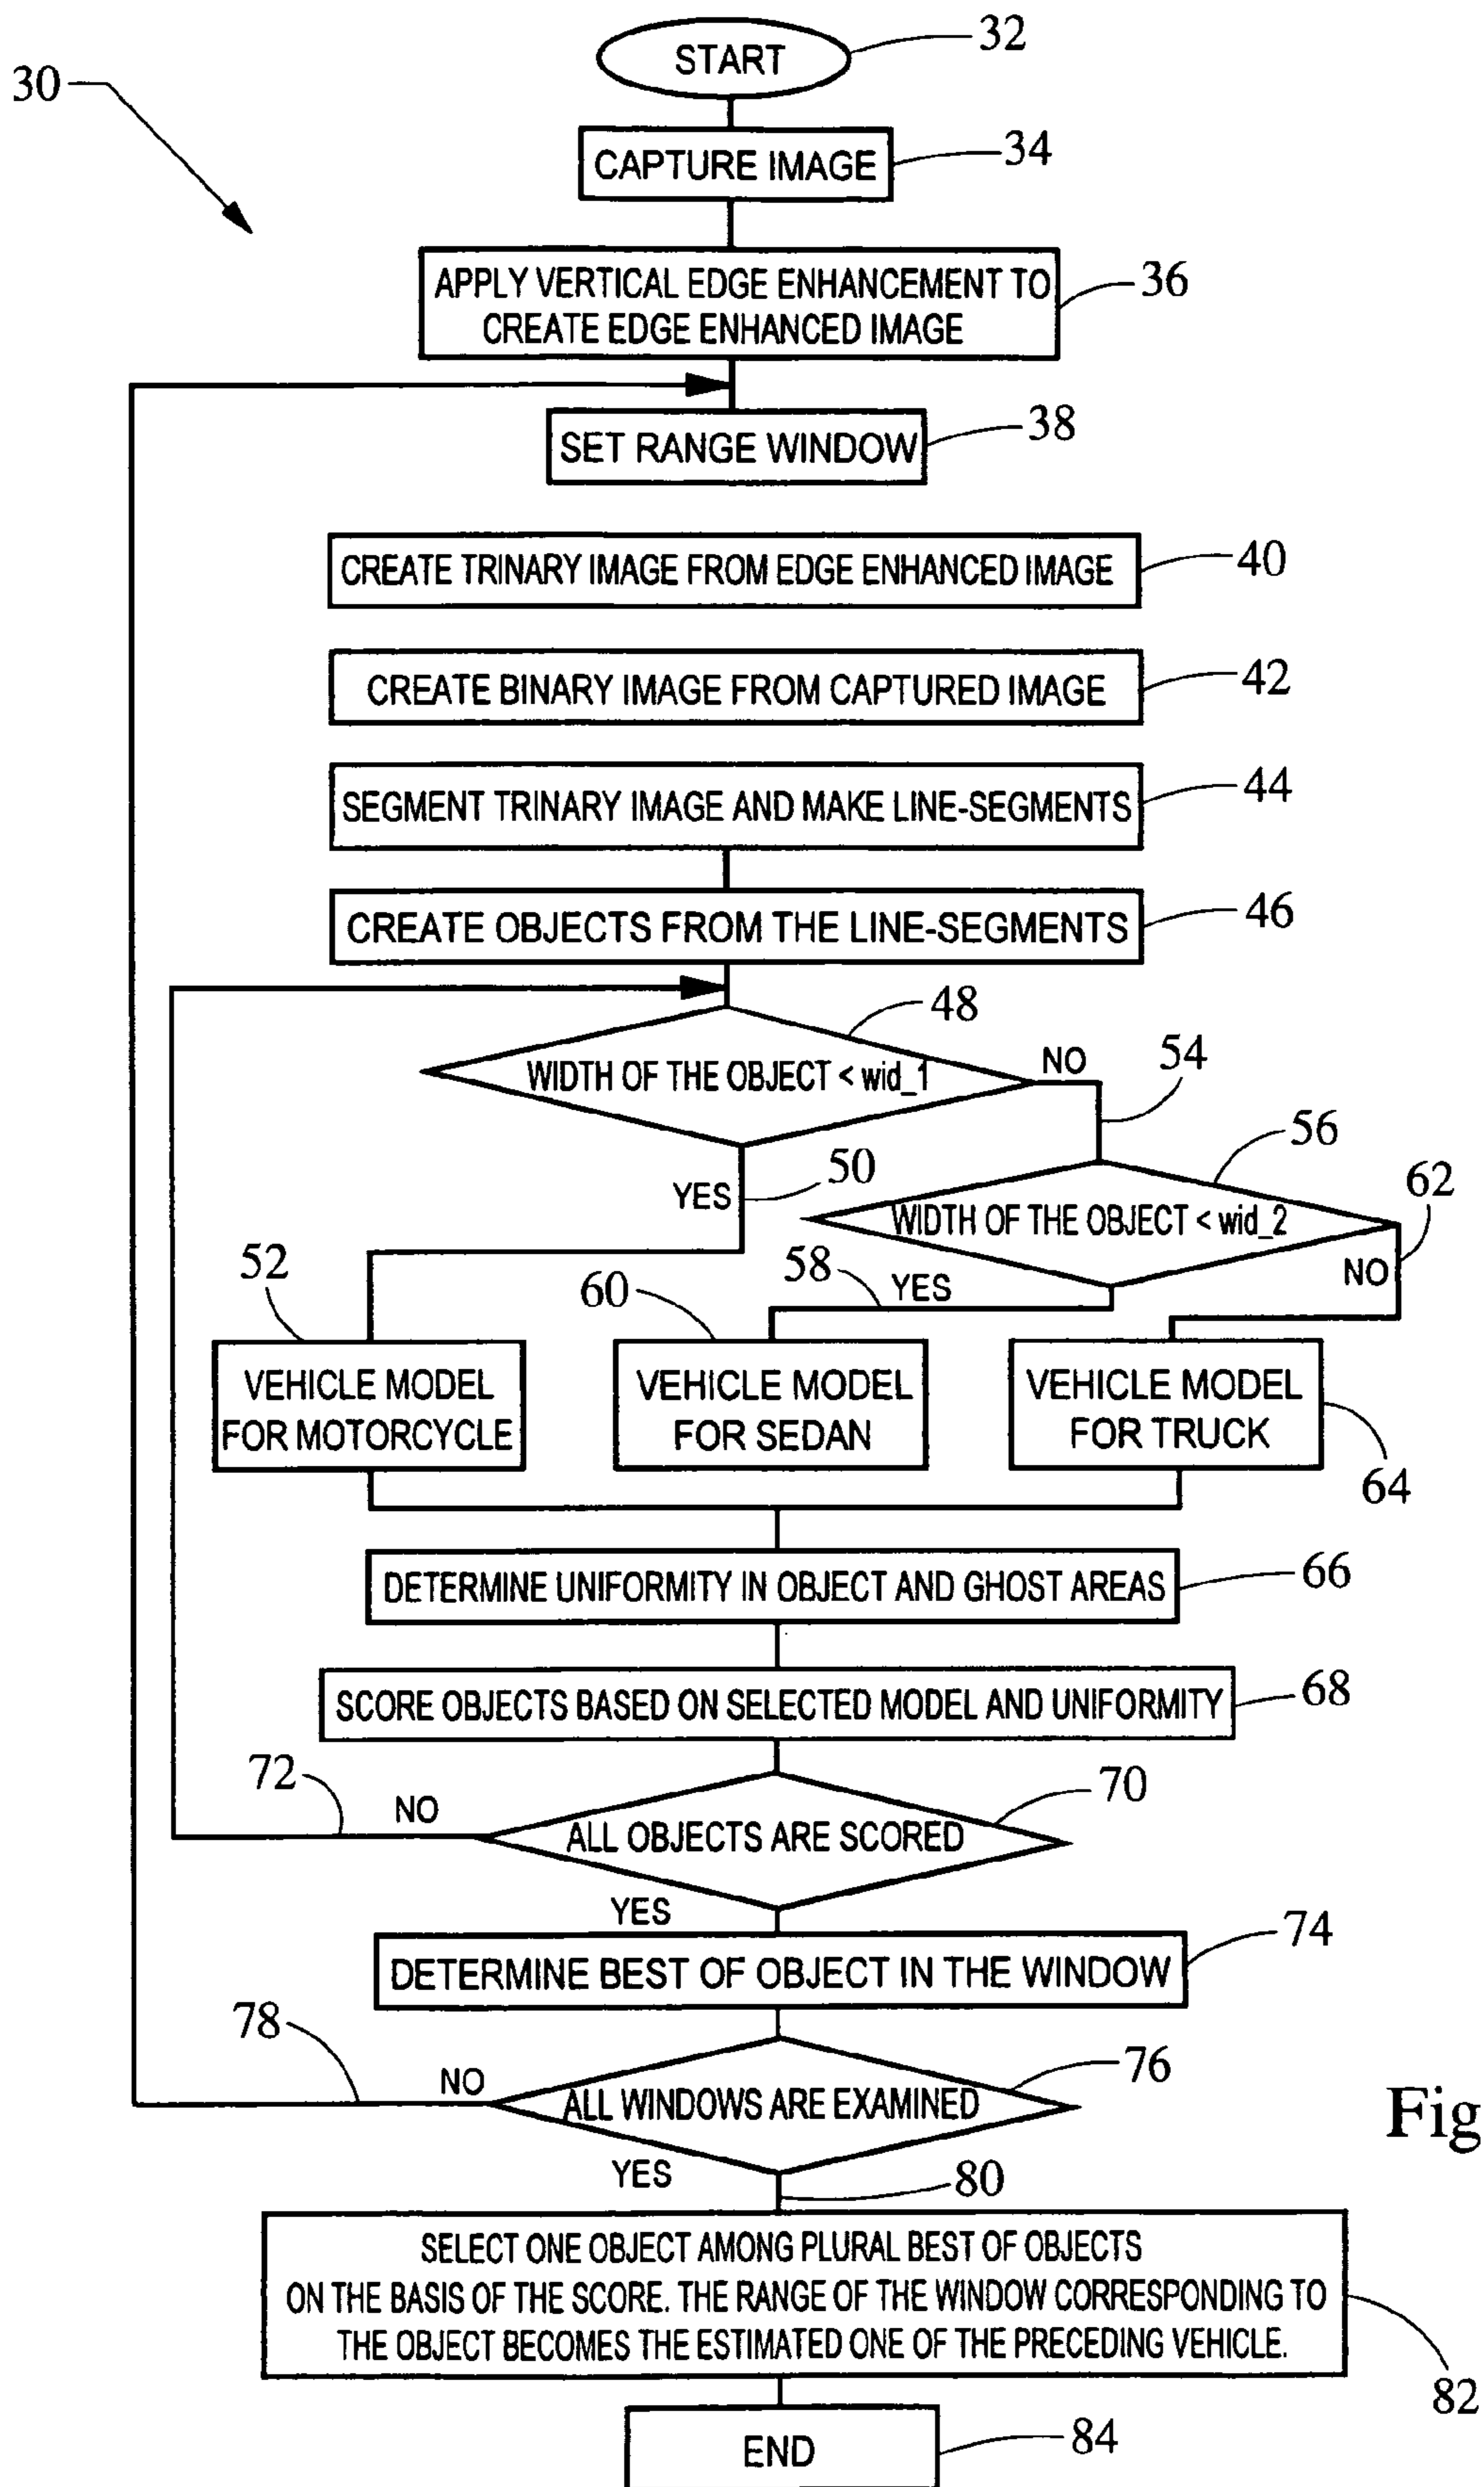 START
32
30
CAPTURE IMAGE
34
APPLY VERTICAL EDGE ENHANCEMENT TO
CREATE EDGE ENHANCED IMAGE
36
SET RANGE WINDOW
38
CREATE TRINARY IMAGE FROM EDGE ENHANCED IMAGE
40
CREATE BINARY IMAGE FROM CAPTURED IMAGE
42
SEGMENT TRINARY IMAGE AND MAKE LINE-SEGMENTS
44
CREATE OBJECTS FROM THE LINE-SEGMENTS
46
48
WIDTH OF THE OBJECT < wid_1
NO
54
56
YES
50
62
WIDTH OF THE OBJECT < wid_2
52
60
58
YES
NO
VEHICLE MODEL
FOR MOTORCYCLE
VEHICLE MODEL
FOR SEDAN
VEHICLE MODEL
FOR TRUCK
64
DETERMINE UNIFORMITY IN OBJECT AND GHOST AREAS
66
SCORE OBJECTS BASED ON SELECTED MODEL AND UNIFORMITY
68
72
NO
70
ALL OBJECTS ARE SCORED
YES
DETERMINE BEST OF OBJECT IN THE WINDOW
74
78
NO
76
ALL WINDOWS ARE EXAMINED
Fig
YES
80
SELECT ONE OBJECT AMONG PLURAL BEST OF OBJECTS
ON THE BASIS OF THE SCORE. THE RANGE OF THE WINDOW CORRESPONDING TO
THE OBJECT BECOMES THE ESTIMATED ONE OF THE PRECEDING VEHICLE.
82
END
84